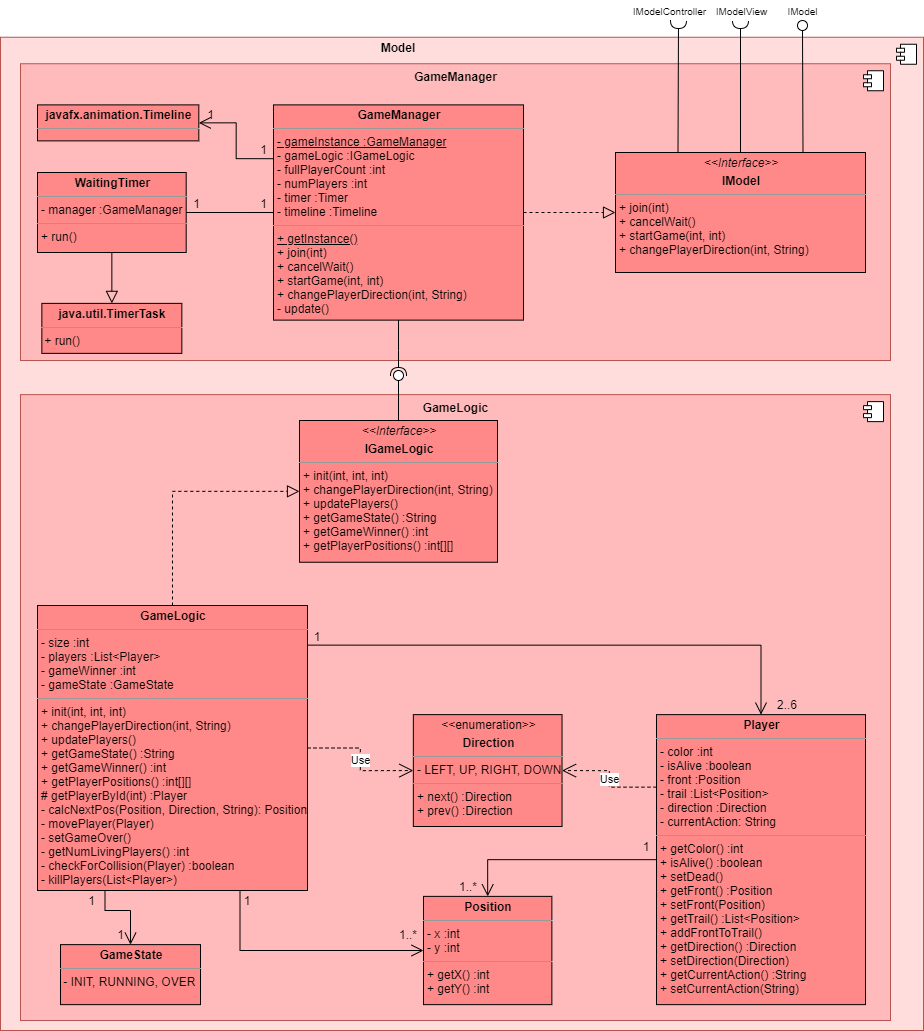 IModelController
IModelView
IModel
Model
GameManager
javafx.animation.Timeline
1
1
GameManager
- gameInstance :GameManager
- gameLogic :IGameLogic
- fullPlayerCount :int
- numPlayers :int
- timer :Timer
- timeline :Timeline
+ getInstance()
+ join(int)
+ cancelWait()
+ startGame(int, int)
+ changePlayerDirection(int, String)
- update()
WaitingTimer
- manager :GameManager
+ run()
1
1
java.util.TimerTask
+ run()
<<Interface>>
IModel
+ join(int)
+ cancelWait()
+ startGame(int, int)
+ changePlayerDirection(int, String)
GameLogic
<<Interface>>
IGameLogic
+ init(int, int, int)
+ changePlayerDirection(int, String)
+ updatePlayers()
+ getGameState() :String
+ getGameWinner() :int
+ getPlayerPositions() :int[][]
GameLogic
- size :int
- players :List<Player>
- gameWinner :int
- gameState :GameState
+ init(int, int, int)
+ changePlayerDirection(int, String)
+ updatePlayers()
+ getGameState() :String
+ getGameWinner() :int
+ getPlayerPositions() :int[][]
# getPlayerById(int) :Player
- calcNextPos(Position, Direction, String): Position
- movePlayer(Player)
- setGameOver()
- getNumLivingPlayers() :int
- checkForCollision(Player) :boolean
- killPlayers(List<Player>)
1
2..6
Use
<<enumeration>>
Direction
- LEFT, UP, RIGHT, DOWN
+ next() :Direction
+ prev() :Direction
Use
Player
- color :int
- isAlive :boolean
- front :Position
- trail :List<Position>
- direction :Direction
- currentAction: String
+ getColor() :int
+ isAlive() :boolean
+ setDead()
+ getFront() :Position
+ setFront(Position)
+ getTrail() :List<Position>
+ addFrontToTrail()
+ getDirection() :Direction
+ setDirection(Direction)
+ getCurrentAction() :String
+ setCurrentAction(String)
1
1..*
1
1..*
Position
- x :int
- y :int
+ getX() :int
+ getY() :int
1
1
GameState
- INIT, RUNNING, OVER